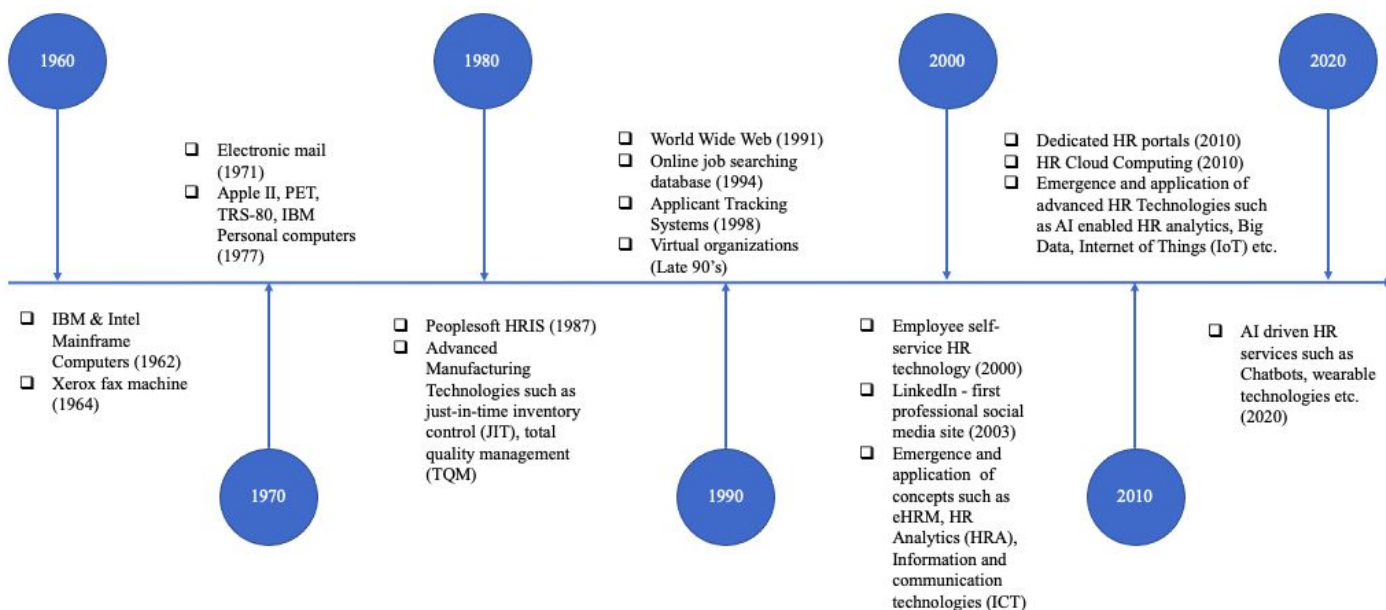 1960
1980
2000
2020
❑ Electronic mail
(1971)
❑ Apple II, PET,
TRS-80, IBM
Personal computers
(1977)
❑ World Wide Web (1991)
❑ Online job searching
database (1994)
❑ Applicant Tracking
Systems (1998)
❑ Virtual organizations
(Late 90’s)
❑ Dedicated HR portals (2010)
❑ HR Cloud Computing (2010)
❑ Emergence and application of
advanced HR Technologies such
as AI enabled HR analytics, Big
Data, Internet of Things (IoT) etc.
❑ IBM & Intel
Mainframe
Computers (1962)
❑ Xerox fax machine
(1964)
❑ Peoplesoft HRIS (1987)
❑ Advanced
Manufacturing
Technologies such as
just-in-time inventory
control (JIT), total
quality management
(TQM)
❑ Employee self-
service HR
technology (2000)
❑ LinkedIn - first
professional social
media site (2003)
❑ Emergence and
application of
concepts such as
eHRM, HR
Analytics (HRA),
Information and
communication
technologies (ICT)
❑ AI driven HR
services such as
Chatbots, wearable
technologies etc.
(2020)
1970
1990
2010